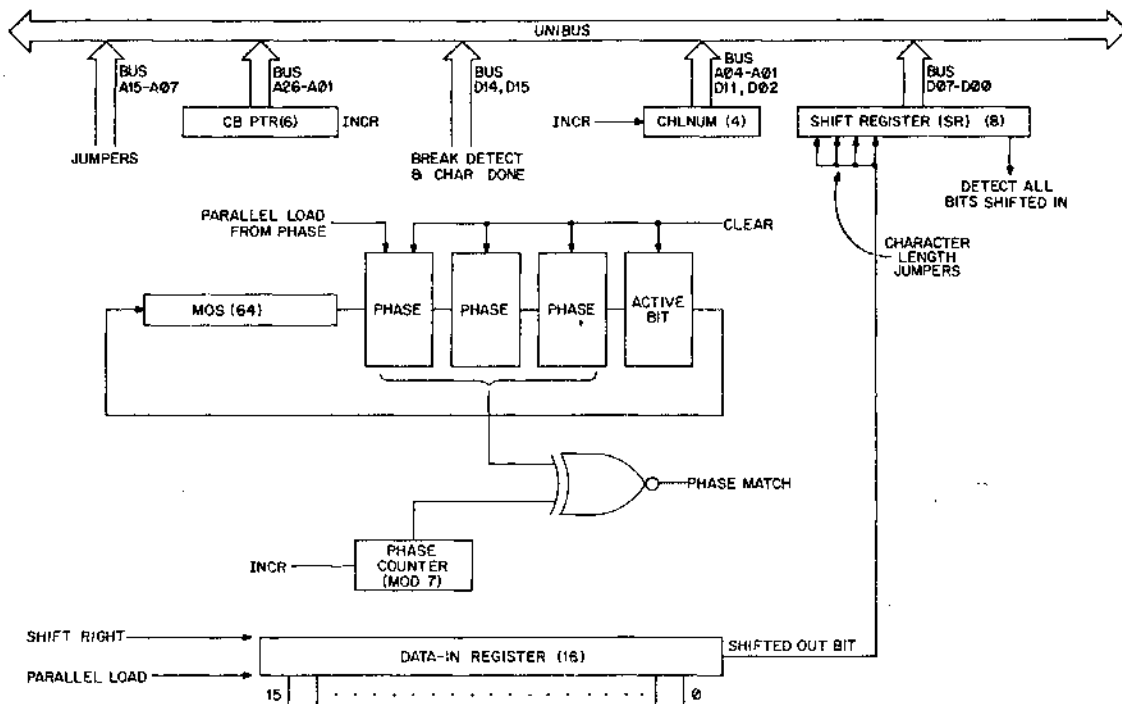 UNIBUS
BUS
A15-A07
BUS
A26-A01
BUS
D14, D15
BUS
A04-A01
D11, D02
BUS
D07-D00
CB PTR(6)
INCR
INCR
CHLNUM (4)
SHIFT REGISTER (SR) (8)
JUMPERS
BREAK DETECT
& CHAR DONE
DETECT ALL
BITS SHIFTED IN
PARALLEL LOAD
FROM PHASE
CLEAR
CHARACTER
LENGTH
JUMPERS
MOS (64)
PHASE
PHASE
PHASE
ACTIVE
BIT
PHASE MATCH
INCR
PHASE
COUNTER
(MOD 7)
SHIFT RIGHT
DATA-IN REGISTER (16)
SHIFTED OUT BIT
PARALLEL LOAD
15 . . . . . . . . . . . . . . . . . 0